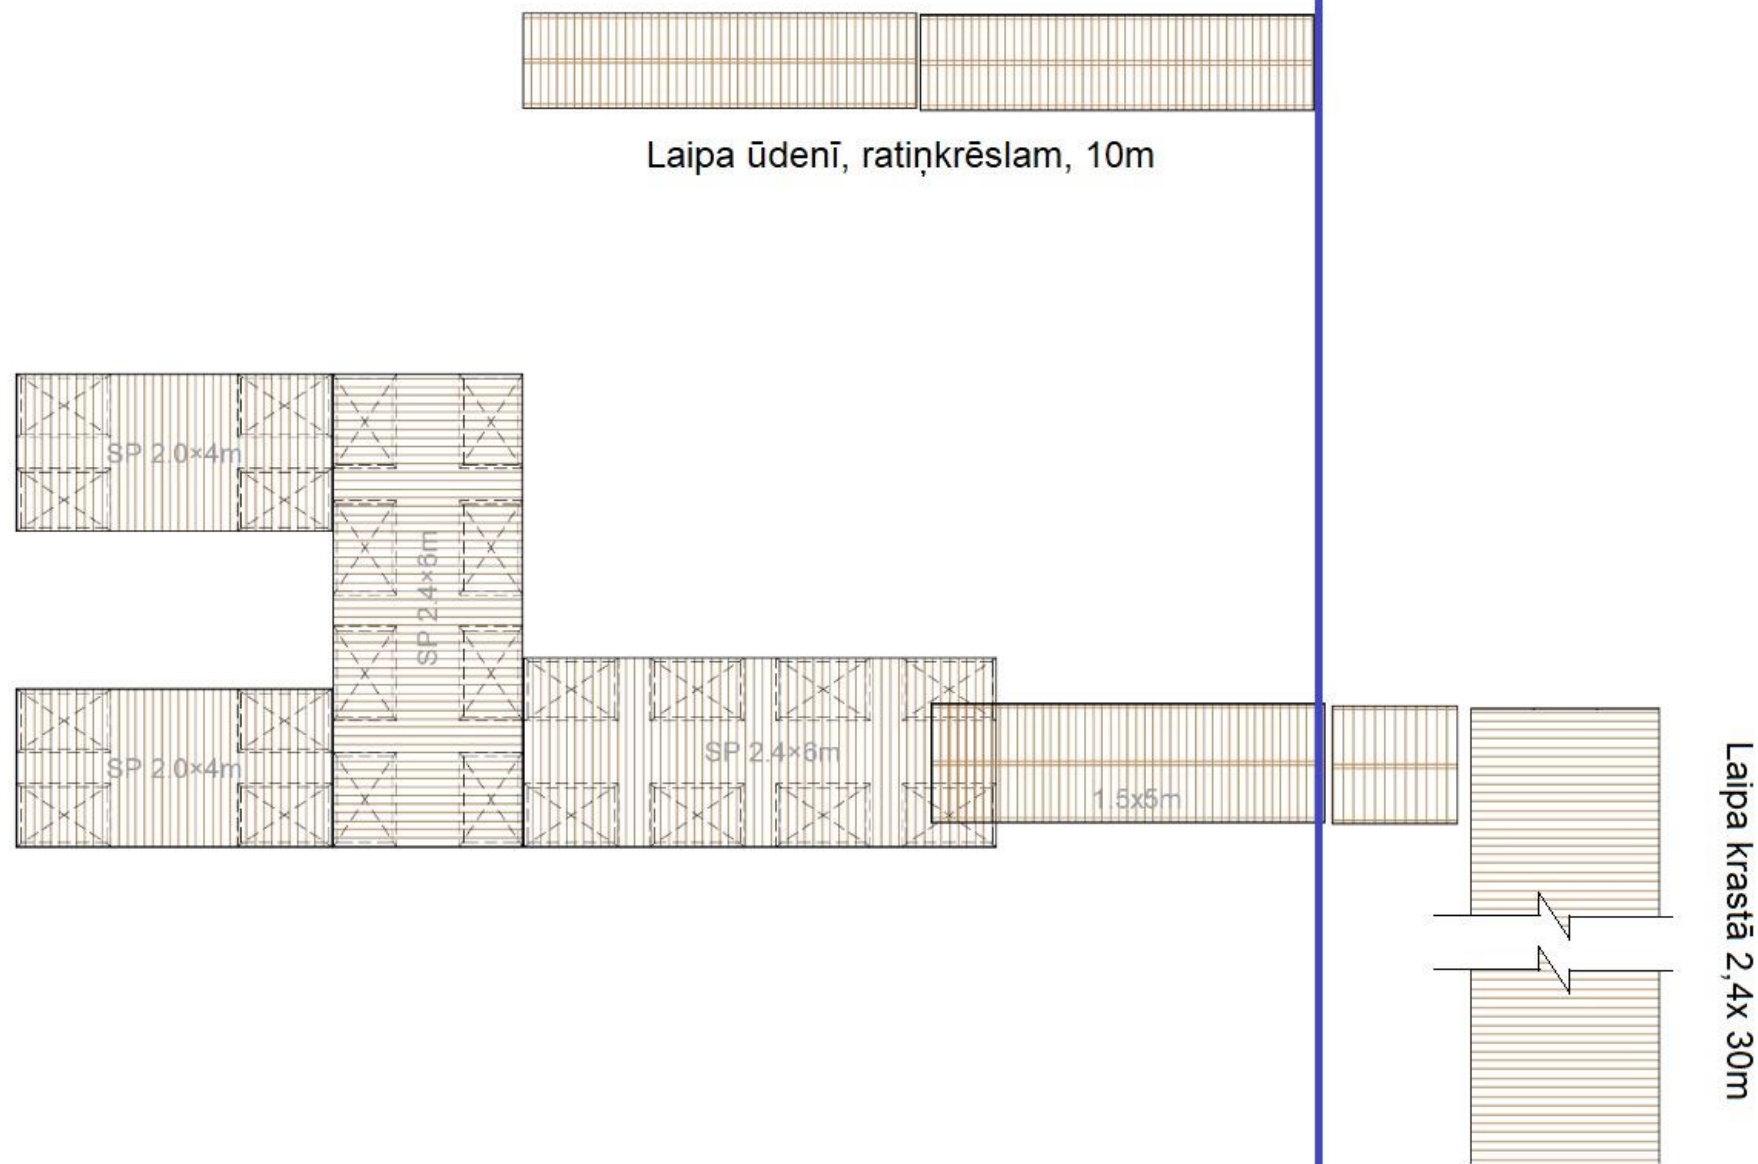 Laipa ūdenī, ratiņkrēslam, 10m
SP 2.0×4m
SP 2.4×6m
SP 2.0×4m
SP 2.4×6m
1.5x5m
Laipa krastā 2,4x 30m